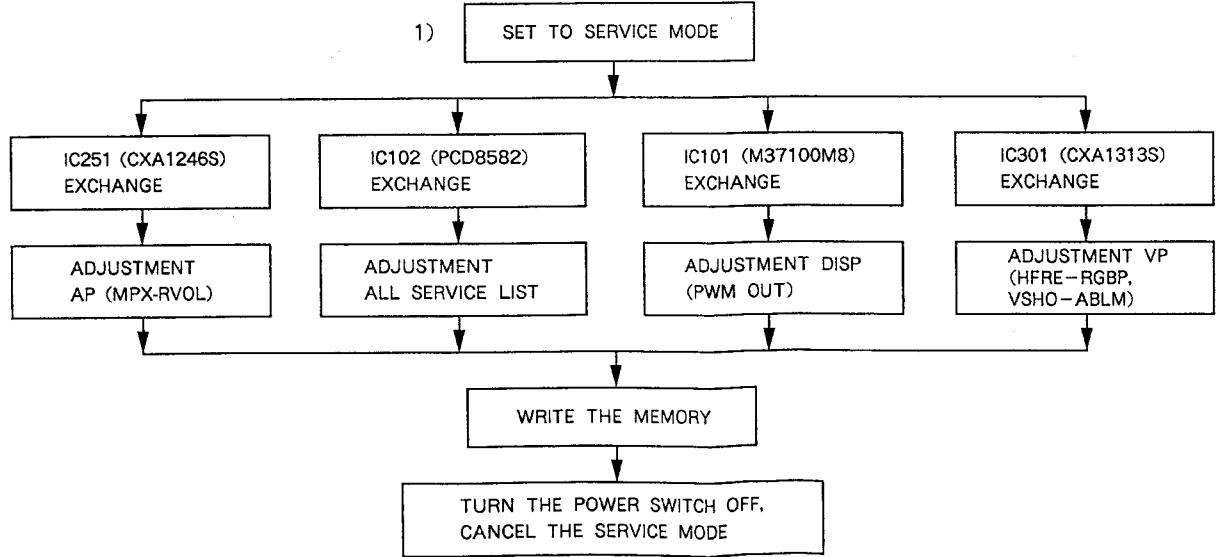 1)
SET TO SERVICE MODE
IC251 (CXA1246S)
EXCHANGE
IC102 (PCD8582)
EXCHANGE
IC101 (M37100M8)
EXCHANGE
IC301 (CXA1313S)
EXCHANGE
ADJUSTMENT
AP (MPX-RVOL)
ADJUSTMENT
ALL SERVICE LIST
ADJUSTMENT DISP
(PWM OUT)
ADJUSTMENT VP
(HFRE-RGBP,
VSHO-ABLM)
WRITE THE MEMORY
TURN THE POWER SWITCH OFF,
CANCEL THE SERVICE MODE